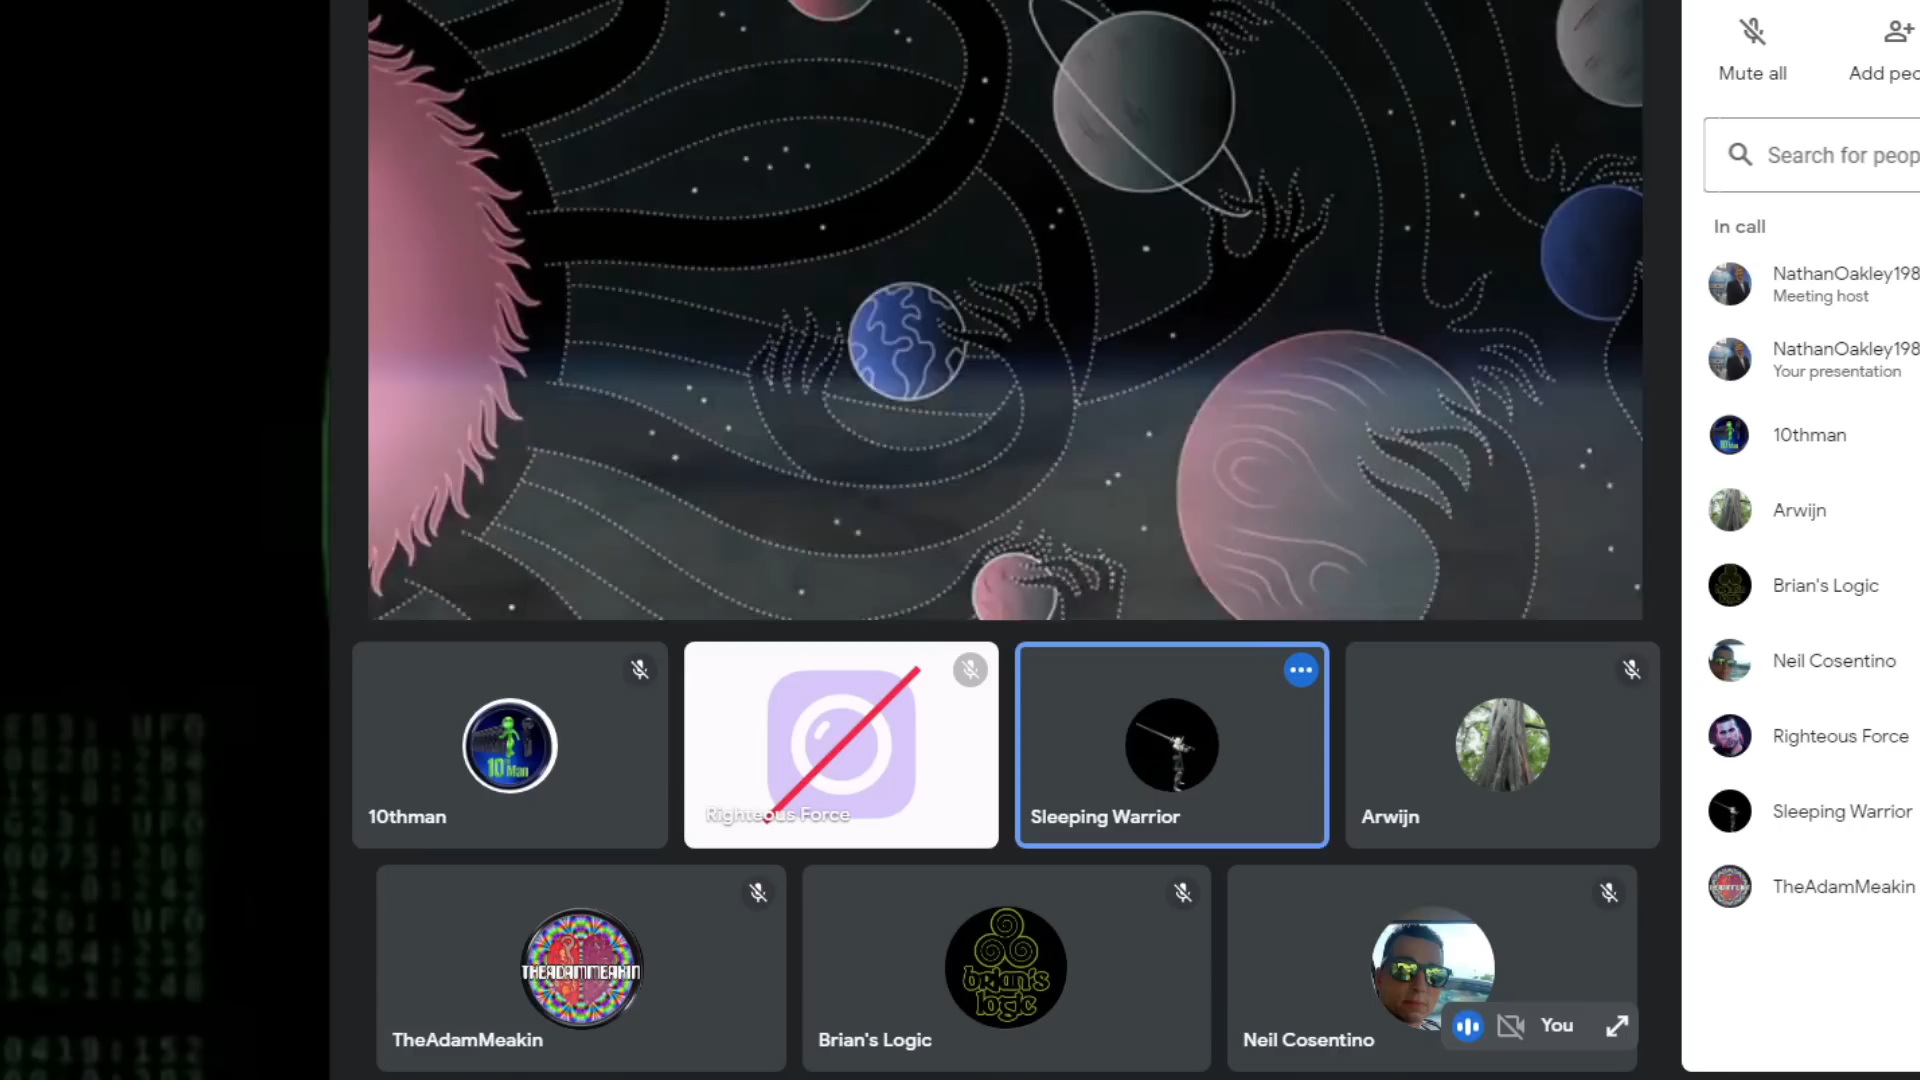 Mute all
Add peo
Search for peop
In call
NathanOakley198
Meeting host
NathanOakley198
Your presentation
10thman
Arwijn
Brian's Logic
Neil Cosentino
Righteous Force
Sleeping Warrior
TheAdamMeakin
10 Man
10thman
Righteous Force
Sleeping Warrior
Arwijn
THEADAMMEAKIN
TheAdamMeakin
brian's
logic
Brian's Logic
Neil Cosentino
You